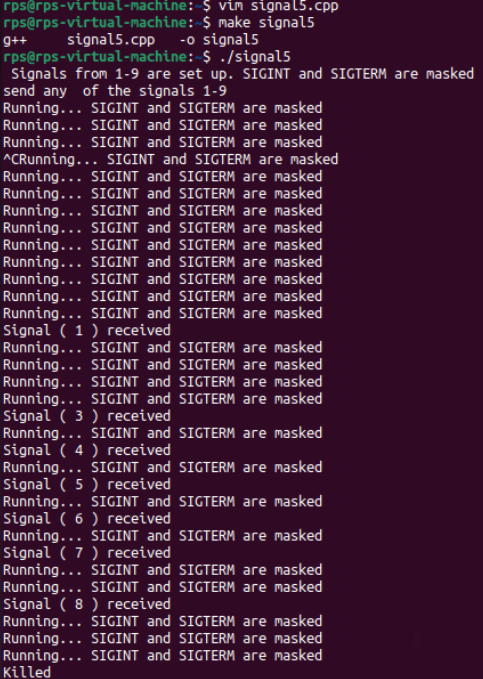 rps@rps-virtual-machine:~$ vim signal5.cpp
rps@rps-virtual-machine:~$ make signal5
g++     signal5.cpp   -o signal5
rps@rps-virtual-machine:~$ ./signal5
 Signals from 1-9 are set up. SIGINT and SIGTERM are masked
send any  of the signals 1-9
Running... SIGINT and SIGTERM are masked
Running... SIGINT and SIGTERM are masked
Running... SIGINT and SIGTERM are masked
^CRunning... SIGINT and SIGTERM are masked
Running... SIGINT and SIGTERM are masked
Running... SIGINT and SIGTERM are masked
Running... SIGINT and SIGTERM are masked
Running... SIGINT and SIGTERM are masked
Running... SIGINT and SIGTERM are masked
Running... SIGINT and SIGTERM are masked
Running... SIGINT and SIGTERM are masked
Running... SIGINT and SIGTERM are masked
Running... SIGINT and SIGTERM are masked
Signal ( 1 ) received
Running... SIGINT and SIGTERM are masked
Running... SIGINT and SIGTERM are masked
Running... SIGINT and SIGTERM are masked
Running... SIGINT and SIGTERM are masked
Signal ( 3 ) received
Running... SIGINT and SIGTERM are masked
Signal ( 4 ) received
Running... SIGINT and SIGTERM are masked
Signal ( 5 ) received
Running... SIGINT and SIGTERM are masked
Signal ( 6 ) received
Running... SIGINT and SIGTERM are masked
Signal ( 7 ) received
Running... SIGINT and SIGTERM are masked
Running... SIGINT and SIGTERM are masked
Signal ( 8 ) received
Running... SIGINT and SIGTERM are masked
Running... SIGINT and SIGTERM are masked
Running... SIGINT and SIGTERM are masked
Killed